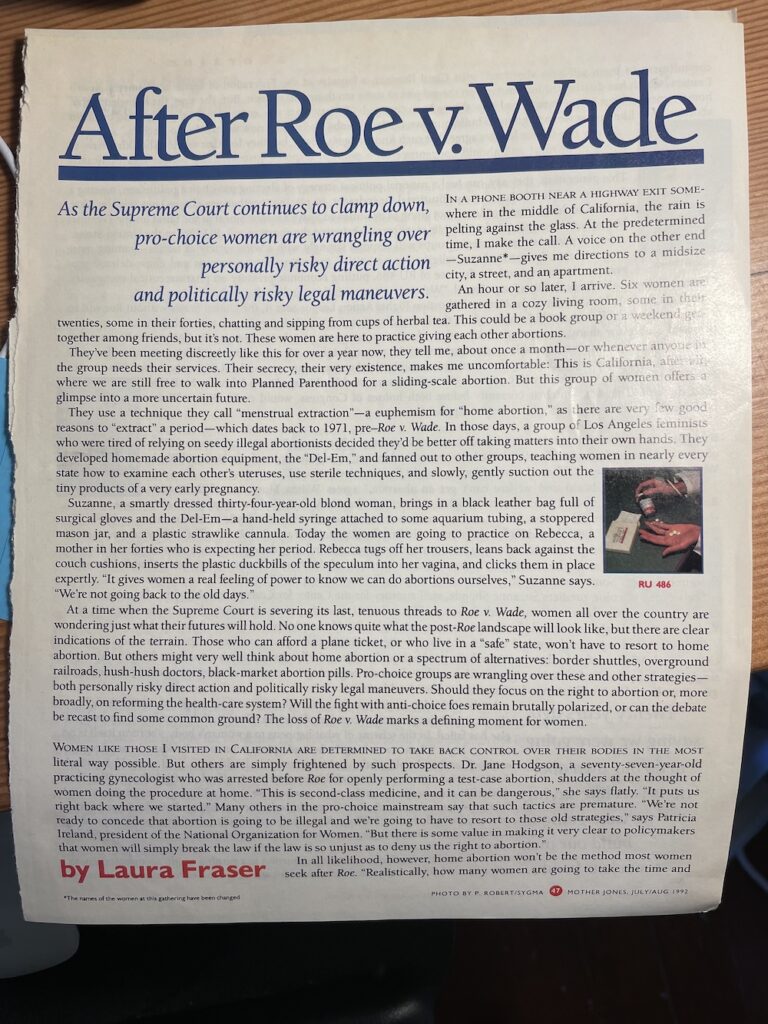 After Roe v. Wade
As the Supreme Court continues to clamp down,
pro-choice women are wrangling over
personally risky direct action
and politically risky legal maneuvers.
IN A PHONE BOOTH NEAR A HIGHWAY EXIT SOME-
where in the middle of California, the rain is
pelting against the glass. At the predetermined
time, I make the call. A voice on the other end
—Suzanne*—gives me directions to a midsize
city, a street, and an apartment.
An hour or so later, I arrive. Six women are
gathered in a cozy living room, some in their
twenties, some in their forties, chatting and sipping from cups of herbal tea. This could be a book group or a weekend get-
together among friends, but it's not. These women are here to practice giving each other abortions.
They've been meeting discreetly like this for over a year now, they tell me, about once a month—or whenever anyone in
the group needs their services. Their secrecy, their very existence, makes me uncomfortable: This is California, after all,
where we are still free to walk into Planned Parenthood for a sliding-scale abortion. But this group of women offers a
glimpse into a more uncertain future.
They use a technique they call “menstrual extraction”—a euphemism for “home abortion,” as there are very few good
reasons to “extract” a period—which dates back to 1971, pre–Roe v. Wade. In those days, a group of Los Angeles feminists
who were tired of relying on seedy illegal abortionists decided they'd be better off taking matters into their own hands. They
developed homemade abortion equipment, the “Del-Em,” and fanned out to other groups, teaching women in nearly every
state how to examine each other's uteruses, use sterile techniques, and slowly, gently suction out the
tiny products of a very early pregnancy.
Suzanne, a smartly dressed thirty-four-year-old blond woman, brings in a black leather bag full of
surgical gloves and the Del-Em—a hand-held syringe attached to some aquarium tubing, a stoppered
mason jar, and a plastic strawlike cannula. Today the women are going to practice on Rebecca, a
mother in her forties who is expecting her period. Rebecca tugs off her trousers, leans back against the
couch cushions, inserts the plastic duckbills of the speculum into her vagina, and clicks them in place
expertly. “It gives women a real feeling of power to know we can do abortions ourselves,” Suzanne says.
“We're not going back to the old days.”
RU 486
At a time when the Supreme Court is severing its last, tenuous threads to Roe v. Wade, women all over the country are
wondering just what their futures will hold. No one knows quite what the post-Roe landscape will look like, but there are clear
indications of the terrain. Those who can afford a plane ticket, or who live in a “safe” state, won't have to resort to home
abortion. But others might very well think about home abortion or a spectrum of alternatives: border shuttles, overground
railroads, hush-hush doctors, black-market abortion pills. Pro-choice groups are wrangling over these and other strategies—
both personally risky direct action and politically risky legal maneuvers. Should they focus on the right to abortion or, more
broadly, on reforming the health-care system? Will the fight with anti-choice foes remain brutally polarized, or can the debate
be recast to find some common ground? The loss of Roe v. Wade marks a defining moment for women.
WOMEN LIKE THOSE I VISITED IN CALIFORNIA ARE DETERMINED TO TAKE BACK CONTROL OVER THEIR BODIES IN THE MOST
literal way possible. But others are simply frightened by such prospects. Dr. Jane Hodgson, a seventy-seven-year-old
practicing gynecologist who was arrested before Roe for openly performing a test-case abortion, shudders at the thought of
women doing the procedure at home. “This is second-class medicine, and it can be dangerous,” she says flatly. “It puts us
right back where we started.” Many others in the pro-choice mainstream say that such tactics are premature. “We're not
ready to concede that abortion is going to be illegal and we're going to have to resort to those old strategies,” says Patricia
Ireland, president of the National Organization for Women. “But there is some value in making it very clear to policymakers
that women will simply break the law if the law is so unjust as to deny us the right to abortion.”
In all likelihood, however, home abortion won't be the method most women
seek after Roe. “Realistically, how many women are going to take the time and
by Laura Fraser
*The names of the women at this gathering have been changed
PHOTO BY P. ROBERT/SYGMA 47 MOTHER JONES, JULY/AUG 1992